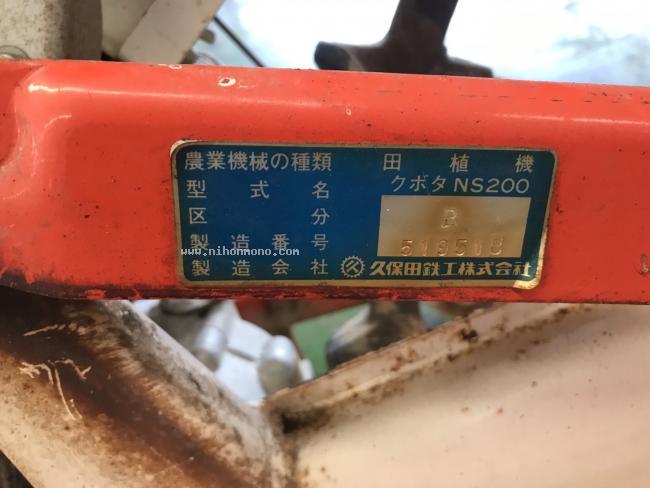 農業機械の種類 田植機
型式名 クボタNS200
区分 B
製造番号
www.nihonmono.com
製造会社 久保田鉄工株式会社